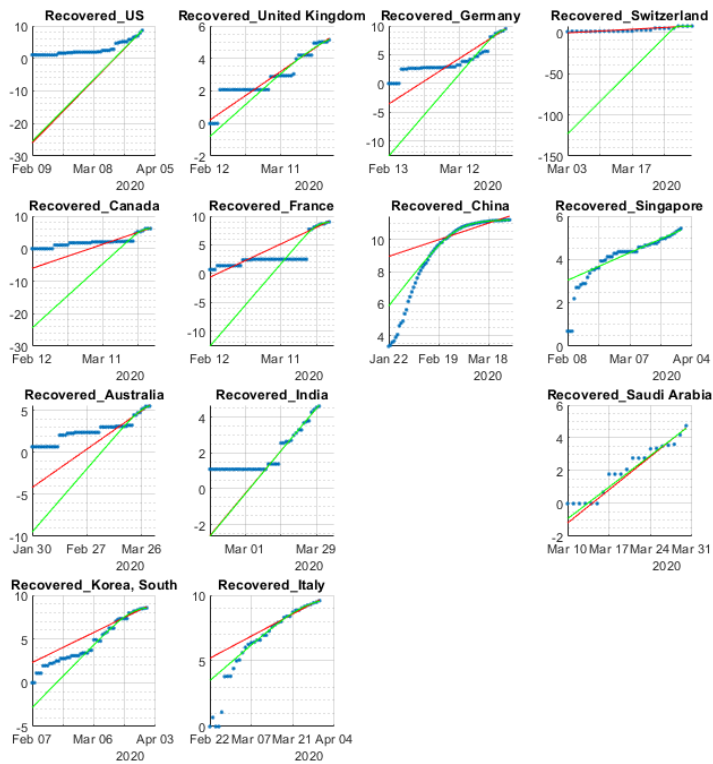 Recovered_US
10
0
-10
-20
-30
Feb 09 Mar 08 Apr 05
2020
Recovered_United Kingdom
6
4
2
0
-2
Feb 12 Mar 11
2020
Recovered_Germany
10
5
0
-5
-10
Feb 13 Mar 12
2020
Recovered_Switzerland
0
-50
-100
-150
Mar 03 Mar 17
2020
Recovered_Canada
10
0
-10
-20
-30
Feb 12 Mar 11
2020
Recovered_France
10
5
0
-5
-10
Feb 12 Mar 11
2020
Recovered_China
10
8
6
4
Jan 22 Feb 19 Mar 18
2020
Recovered_Singapore
6
4
2
0
Feb 08 Mar 07 Apr 04
2020
Recovered_Australia
5
0
-5
-10
Jan 30 Feb 27 Mar 26
2020
Recovered_India
4
2
0
-2
Mar 01 Mar 29
2020
Recovered_Saudi Arabia
6
4
2
0
-2
Mar 10 Mar 17 Mar 24 Mar 31
2020
Recovered_Korea, South
10
5
0
-5
Feb 07 Mar 06 Apr 03
2020
Recovered_Italy
10
5
0
Feb 22 Mar 07 Mar 21 Apr 04
2020